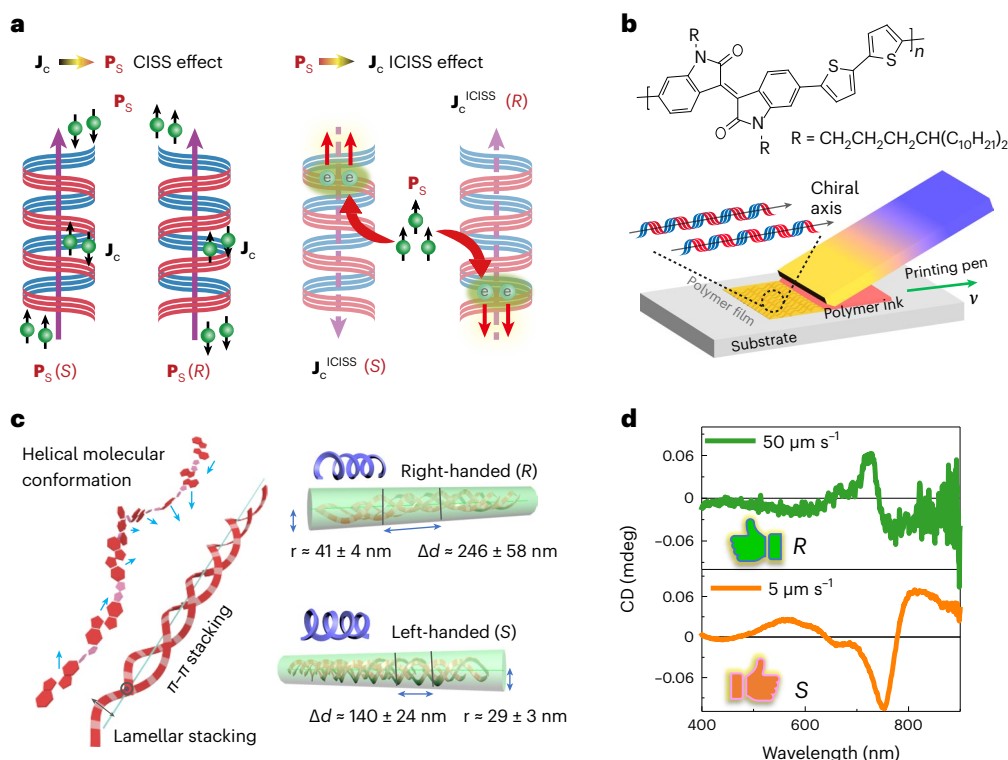 a
J_c P_S CISS effect
P_S J_c ICISS effect
P_S
J_c^ICISS (R)
e e
P_S
J_c
J_c
e e
P_S (S)
P_S (R)
J_c^ICISS (S)
b
R
N
O
S
S
n
O
N
R
R = CH2CH2CH2CH(C10H21)2
Chiral
axis
Printing pen
v
Polymer film
Polymer ink
Substrate
c
Helical molecular
conformation
π–π stacking
Lamellar stacking
Right-handed (R)
r ≈ 41 ± 4 nm
Δd ≈ 246 ± 58 nm
Left-handed (S)
Δd ≈ 140 ± 24 nm
r ≈ 29 ± 3 nm
d
50 µm s⁻¹
0.06
0
−0.06
R
CD (mdeg)
5 µm s⁻¹
0.06
0
−0.06
S
400
600
800
Wavelength (nm)